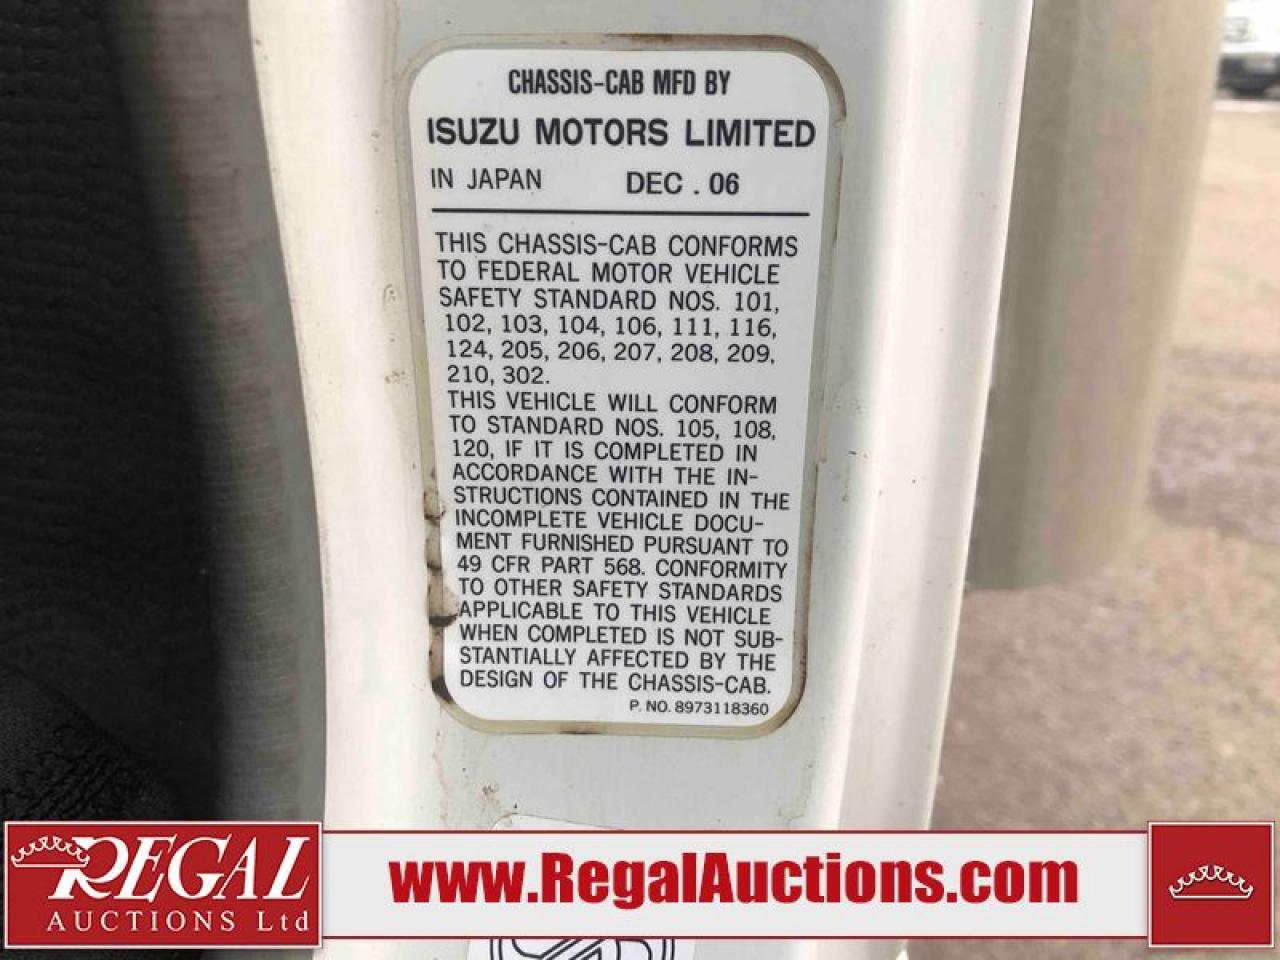 CHASSIS-CAB MFD BY
ISUZU MOTORS LIMITED
IN JAPAN DEC . 06
THIS CHASSIS-CAB CONFORMS
TO FEDERAL MOTOR VEHICLE
SAFETY STANDARD NOS. 101,
102, 103, 104, 106, 111, 116,
124, 205, 206, 207, 208, 209,
210, 302.
THIS VEHICLE WILL CONFORM
TO STANDARD NOS. 105, 108,
120, IF IT IS COMPLETED IN
ACCORDANCE WITH THE IN-
STRUCTIONS CONTAINED IN THE
INCOMPLETE VEHICLE DOCU-
MENT FURNISHED PURSUANT TO
49 CFR PART 568. CONFORMITY
TO OTHER SAFETY STANDARDS
APPLICABLE TO THIS VEHICLE
WHEN COMPLETED IS NOT SUB-
STANTIALLY AFFECTED BY THE
DESIGN OF THE CHASSIS-CAB.
P. NO. 8973118360
REGAL
AUCTIONS Ltd
www.RegalAuctions.com